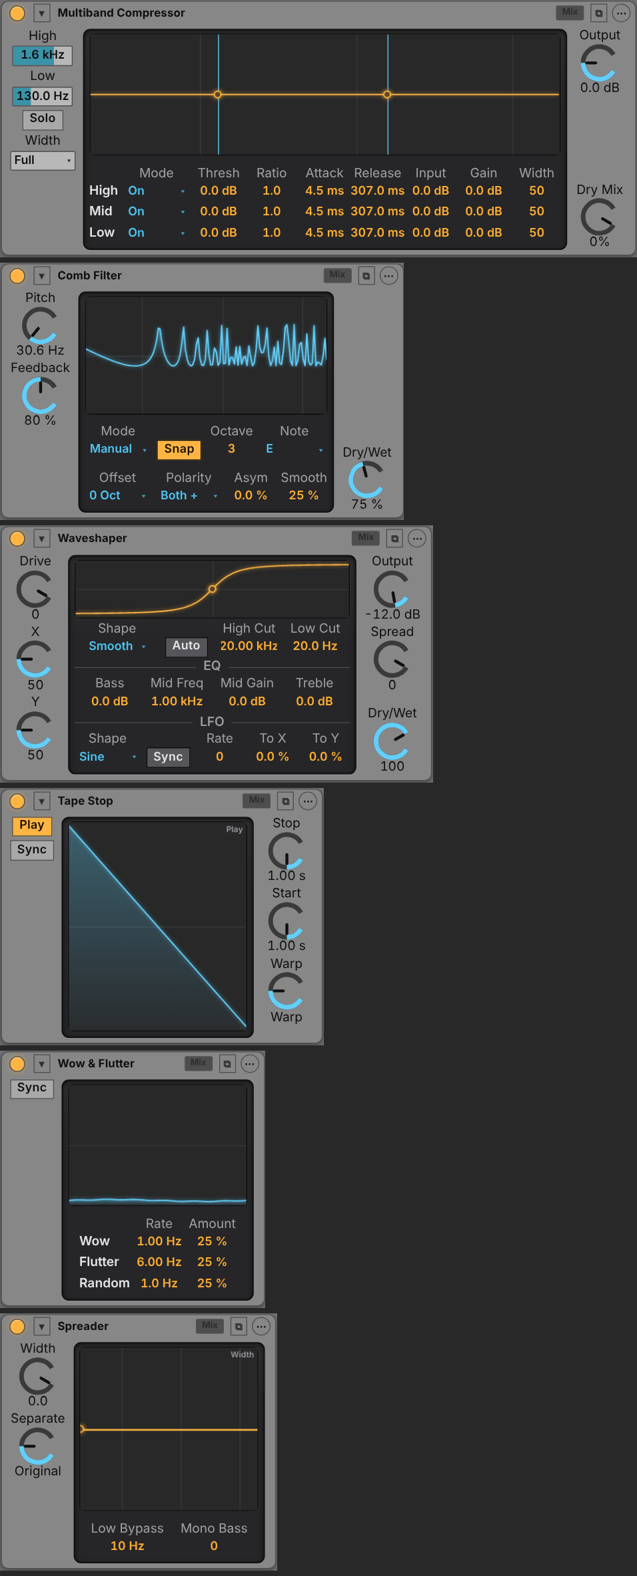 Multiband Compressor Mix
High
1.6 kHz
Low
130.0 Hz
Solo
Width
Full
Output
0.0 dB
Mode Thresh Ratio Attack Release Input Gain Width
High On 0.0 dB 1.0 4.5 ms 307.0 ms 0.0 dB 0.0 dB 50
Mid On 0.0 dB 1.0 4.5 ms 307.0 ms 0.0 dB 0.0 dB 50
Low On 0.0 dB 1.0 4.5 ms 307.0 ms 0.0 dB 0.0 dB 50
Dry Mix
0%
Comb Filter Mix
Pitch
30.6 Hz
Feedback
80 %
Mode Octave Note
Manual Snap 3 E
Offset Polarity Asym Smooth
0 Oct Both + 0.0 % 25 %
Dry/Wet
75 %
Waveshaper Mix
Drive
0
X
50
Y
50
Shape High Cut Low Cut
Smooth Auto 20.00 kHz 20.0 Hz
EQ
Bass Mid Freq Mid Gain Treble
0.0 dB 1.00 kHz 0.0 dB 0.0 dB
LFO
Shape Rate To X To Y
Sine Sync 0 0.0 % 0.0 %
Output
-12.0 dB
Spread
0
Dry/Wet
100
Tape Stop Mix
Play
Sync
Play
Stop
1.00 s
Start
1.00 s
Warp
Warp
Wow & Flutter Mix
Sync
Rate Amount
Wow 1.00 Hz 25 %
Flutter 6.00 Hz 25 %
Random 1.0 Hz 25 %
Spreader Mix
Width
0.0
Separate
Original
Width
Low Bypass Mono Bass
10 Hz 0